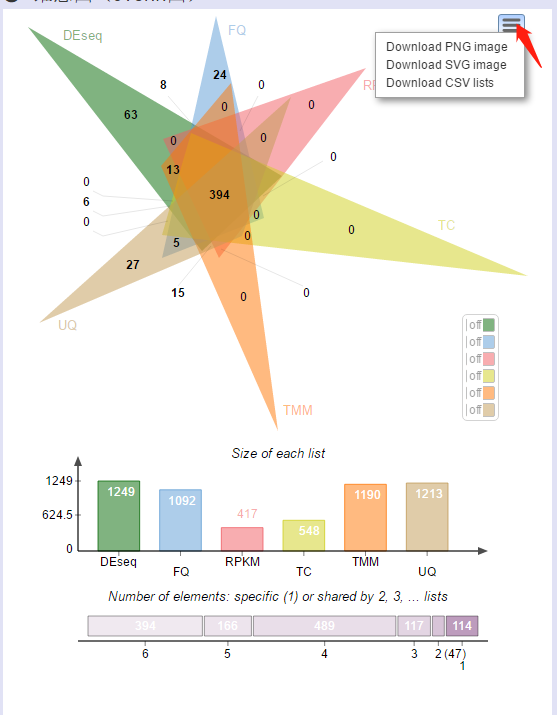 FQ
DEseq
Download PNG image
Download SVG image
Download CSV lists
24
8
0
0
0
63
0
0
0
13
0
0
394
6
0
0
0
TC
5
0
27
15
0
0
UQ
off
off
off
off
off
off
TMM
Size of each list
1249
624.5
0
1249
1092
417
548
1190
1213
DEseq
FQ
RPKM
TC
TMM
UQ
Number of elements: specific (1) or shared by 2, 3, ... lists
394 166 489 117 114
6 5 4 3 2 (47)
1